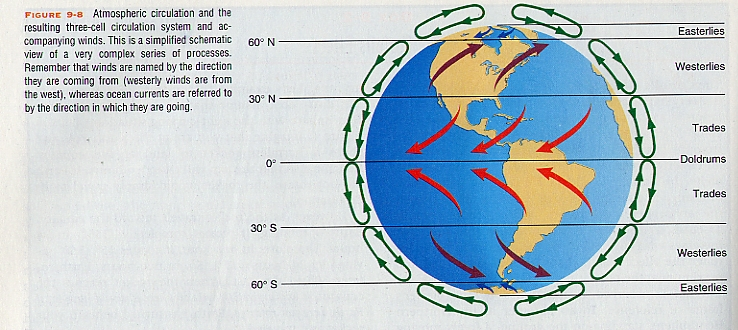 FIGURE 9-8 Atmospheric circulation and the
resulting three-cell circulation system and ac-
companying winds. This is a simplified schematic
view of a very complex series of processes.
Remember that winds are named by the direction
they are coming from (westerly winds are from
the west), whereas ocean currents are referred to
by the direction in which they are going.
60° N
30° N
0°
30° S
60° S
Easterlies
Westerlies
Trades
Doldrums
Trades
Westerlies
Easterlies